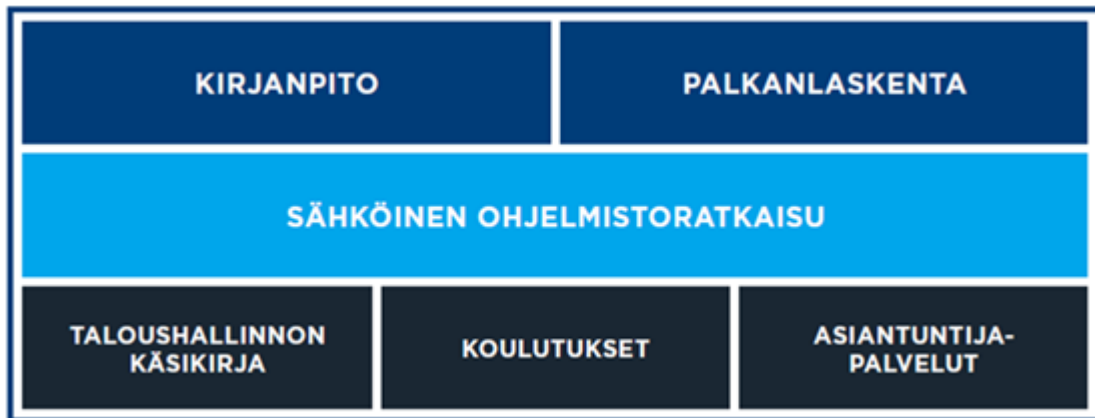 KIRJANPITO
PALKANLASKENTA
SÄHKÖINEN OHJELMISTORATKAISU
TALOUSHALLINNON
KÄSIKIRJA
KOULUTUKSET
ASIANTUNTIJA-
PALVELUT